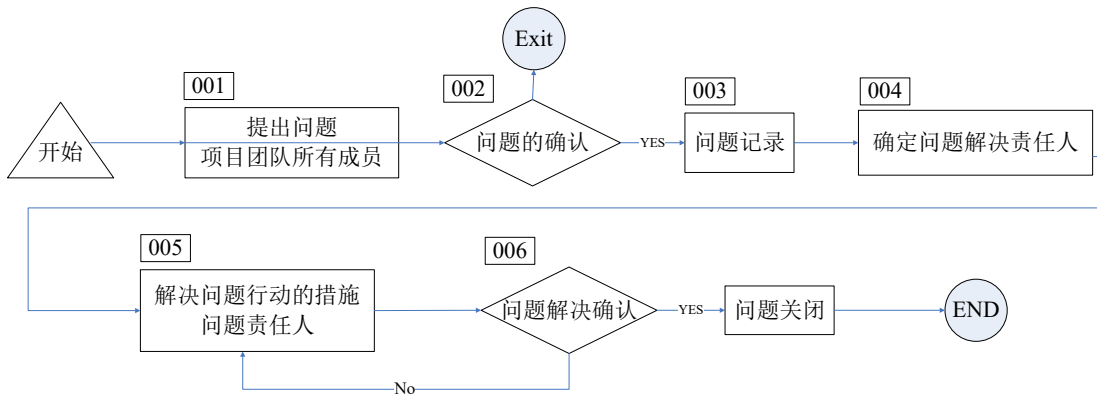 Exit
001
002
003
004
开始
提出问题
项目团队所有成员
问题的确认
YES
问题记录
确定问题解决责任人
005
006
解决问题行动的措施
问题责任人
问题解决确认
YES
问题关闭
END
No